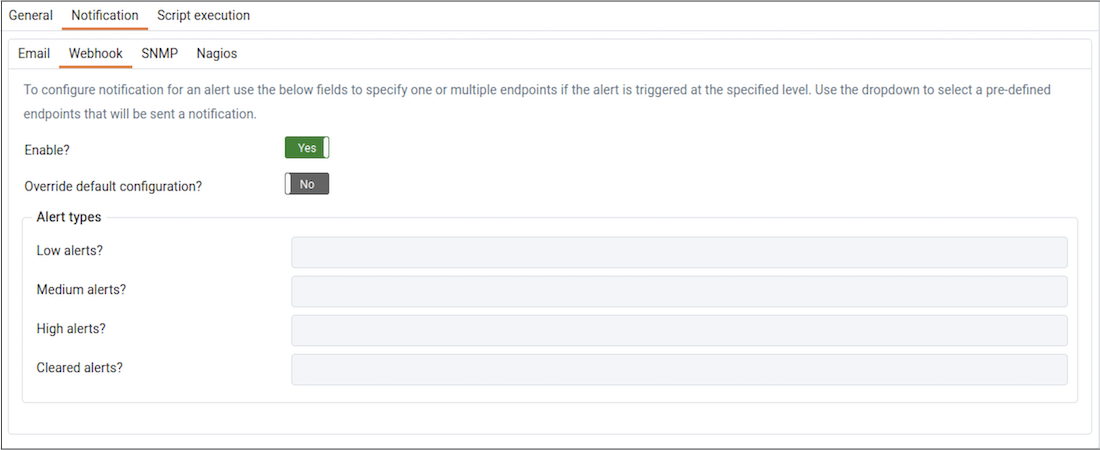 General Notification Script execution
Email Webhook SNMP Nagios
To configure notification for an alert use the below fields to specify one or multiple endpoints if the alert is triggered at the specified level. Use the dropdown to select a pre-defined
endpoints that will be sent a notification.
Enable? Yes
Override default configuration? No
Alert types
Low alerts?
Medium alerts?
High alerts?
Cleared alerts?